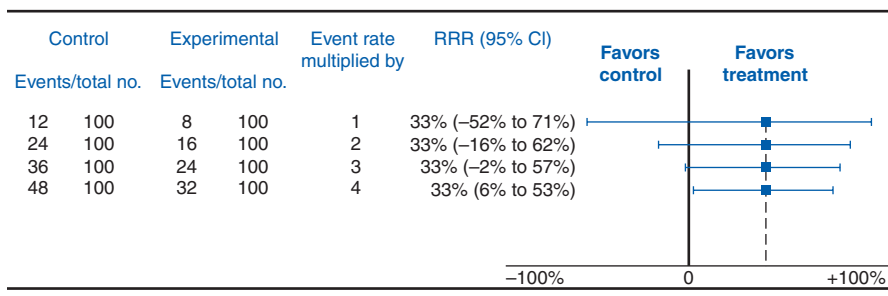 Control Experimental Event rate multiplied by RRR (95% CI)
Events/total no. Events/total no.
Favors control Favors treatment
12 100 8 100 1 33% (–52% to 71%)
24 100 16 100 2 33% (–16% to 62%)
36 100 24 100 3 33% (–2% to 57%)
48 100 32 100 4 33% (6% to 53%)
–100% 0 +100%